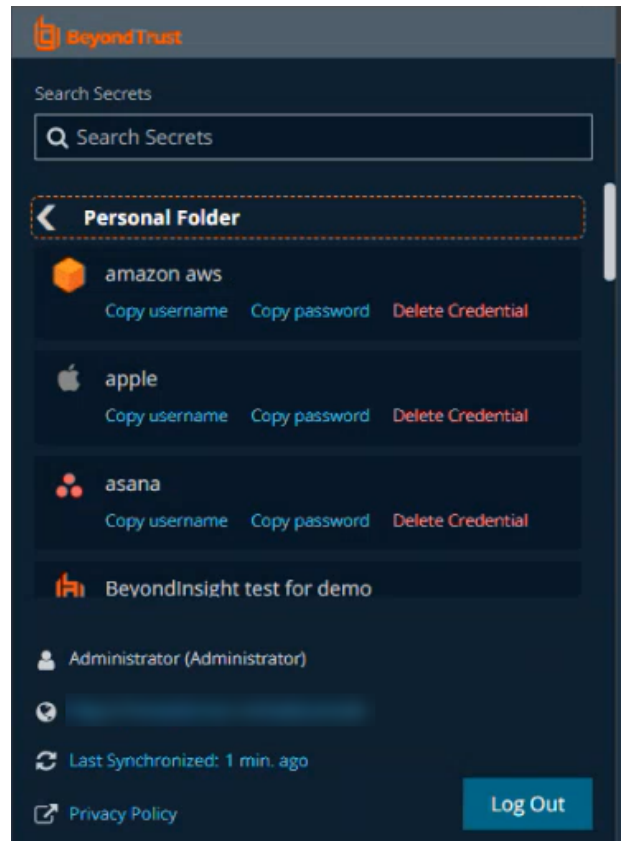 BeyondTrust
Search Secrets
Search Secrets
Personal Folder
amazon aws
Copy username Copy password Delete Credential
apple
Copy username Copy password Delete Credential
asana
Copy username Copy password Delete Credential
BeyondInsight test for demo
Administrator (Administrator)
Last Synchronized: 1 min. ago
Privacy Policy
Log Out